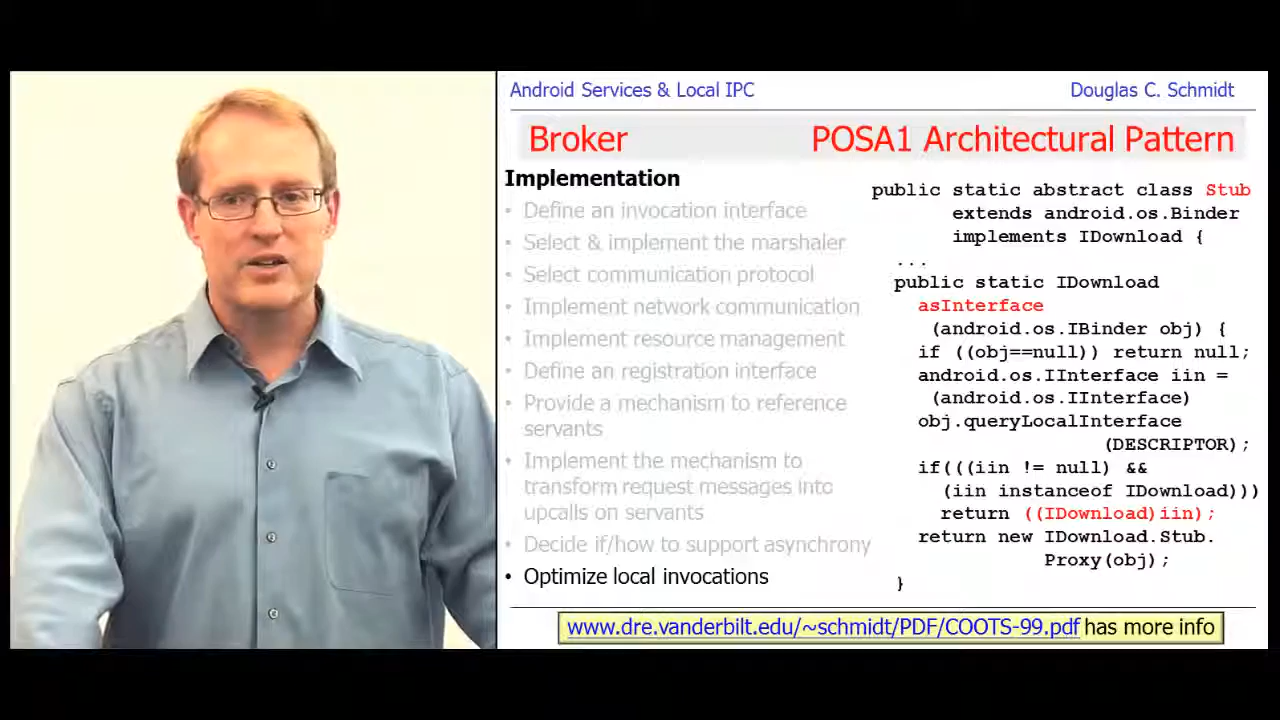 Android Services & Local IPC
Douglas C. Schmidt
Broker
POSA1 Architectural Pattern
Implementation
• Define an invocation interface
• Select & implement the marshaler
• Select communication protocol
• Implement network communication
• Implement resource management
• Define an registration interface
• Provide a mechanism to reference
servants
• Implement the mechanism to
transform request messages into
upcalls on servants
• Decide if/how to support asynchrony
• Optimize local invocations
public static abstract class Stub
extends android.os.Binder
implements IDownload {
...
public static IDownload
asInterface
(android.os.IBinder obj) {
if ((obj==null)) return null;
android.os.IInterface iin =
(android.os.IInterface)
obj.queryLocalInterface
(DESCRIPTOR);
if(((iin != null) &&
(iin instanceof IDownload)))
return ((IDownload)iin);
return new IDownload.Stub.
Proxy(obj);
}
www.dre.vanderbilt.edu/~schmidt/PDF/COOTS-99.pdf has more info